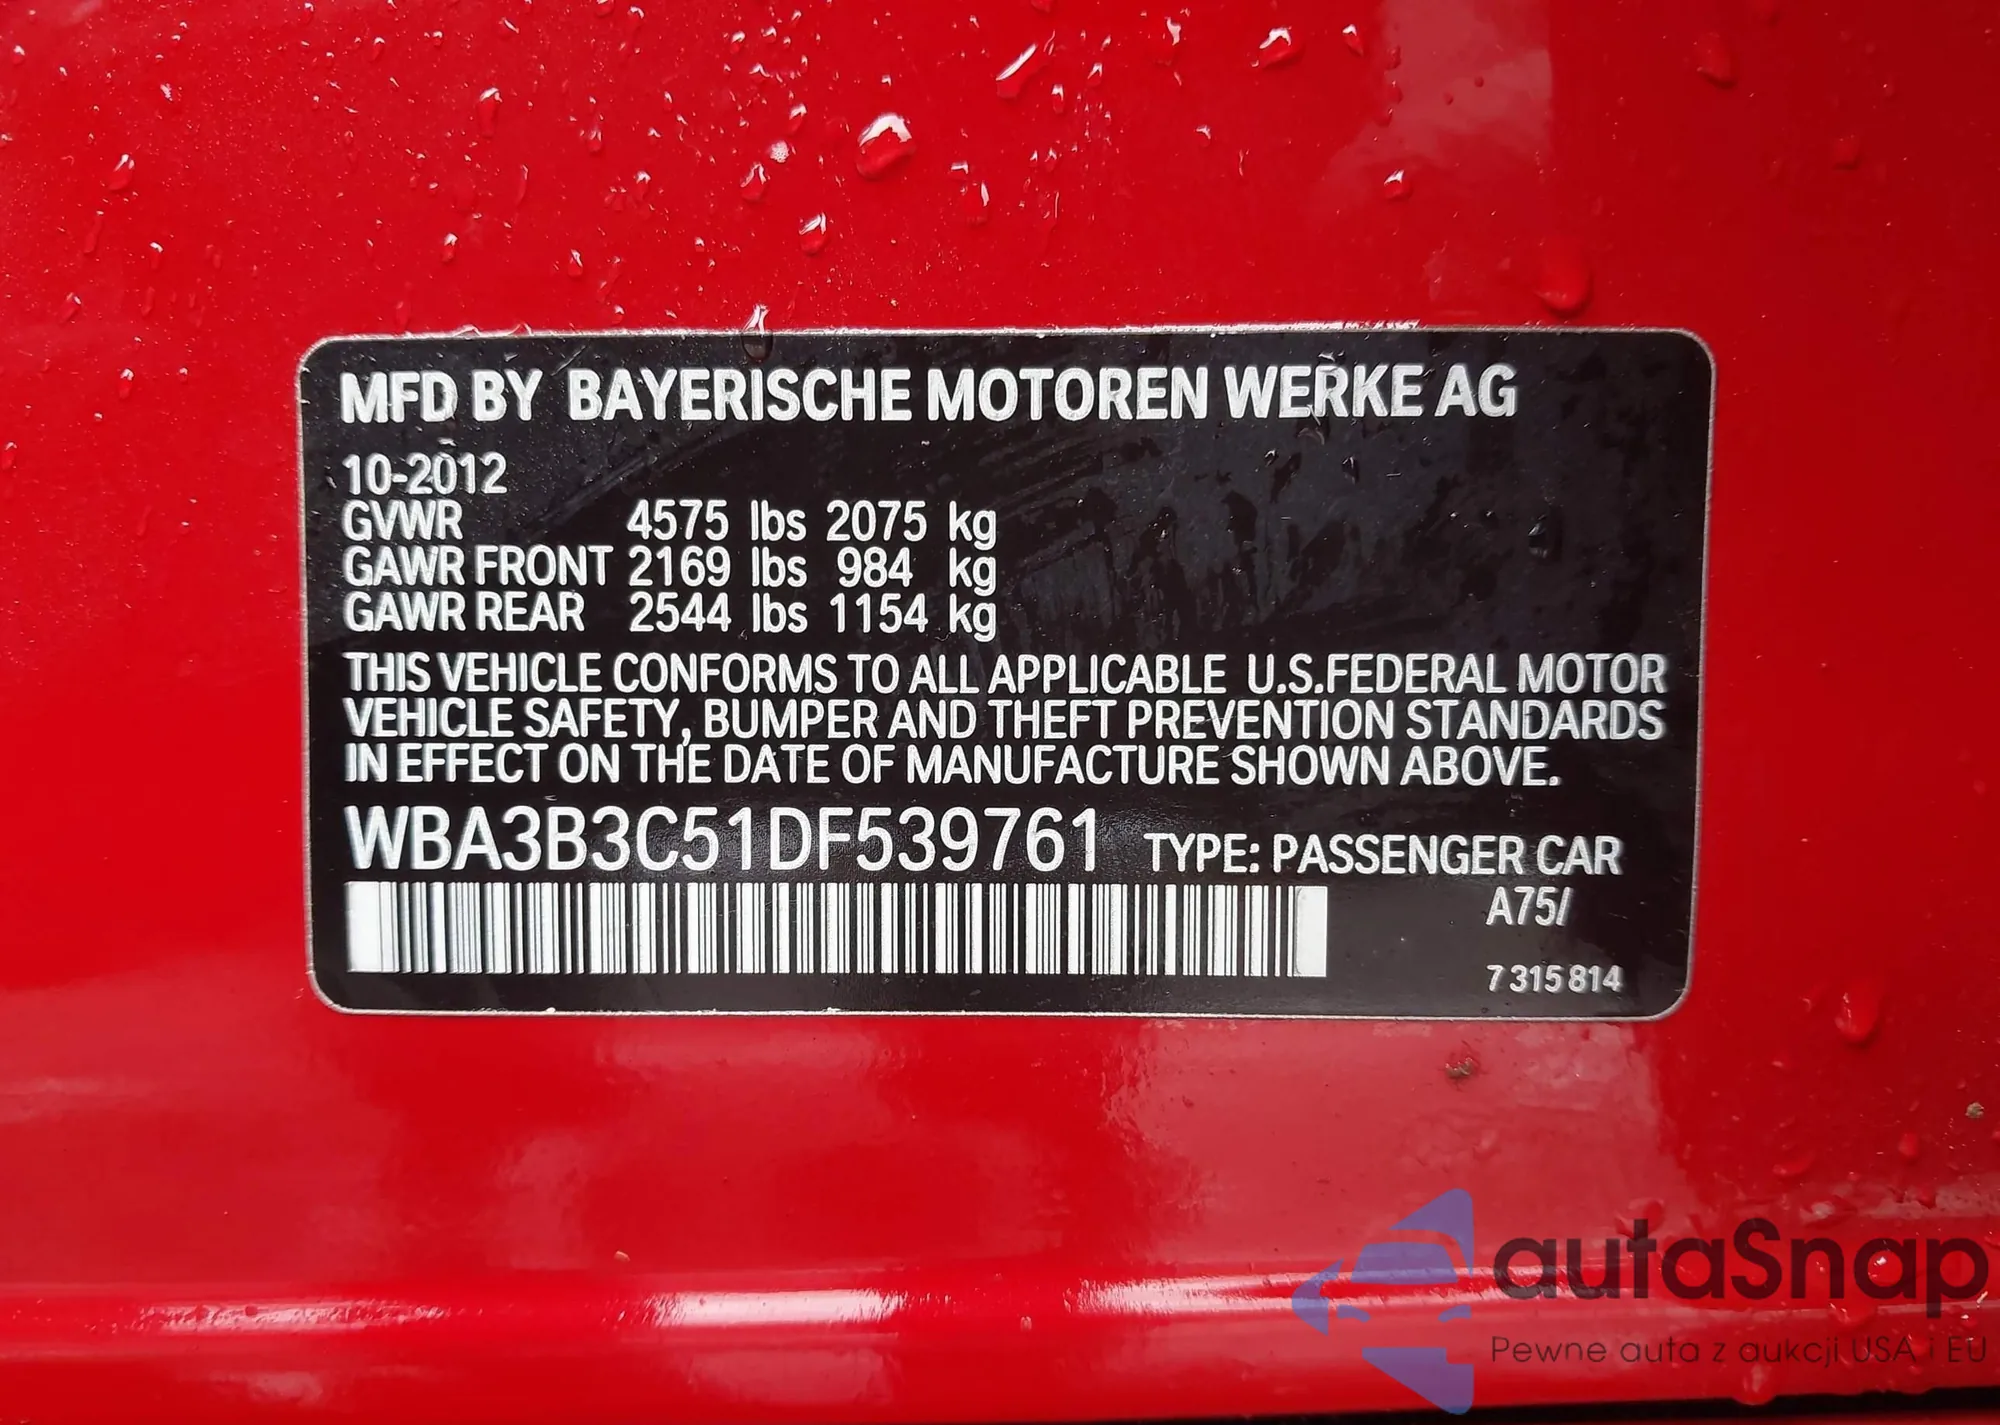 MFD BY BAYERISCHE MOTOREN WERKE AG
10-2012
GVWR 4575 lbs 2075 kg
GAWR FRONT 2169 lbs 984 kg
GAWR REAR 2544 lbs 1154 kg
THIS VEHICLE CONFORMS TO ALL APPLICABLE U.S.FEDERAL MOTOR
VEHICLE SAFETY, BUMPER AND THEFT PREVENTION STANDARDS
IN EFFECT ON THE DATE OF MANUFACTURE SHOWN ABOVE.
WBA3B3C51DF539761 TYPE: PASSENGER CAR
A75/
7 315 814
autaSnap
Pewne auta z aukcji USA i EU